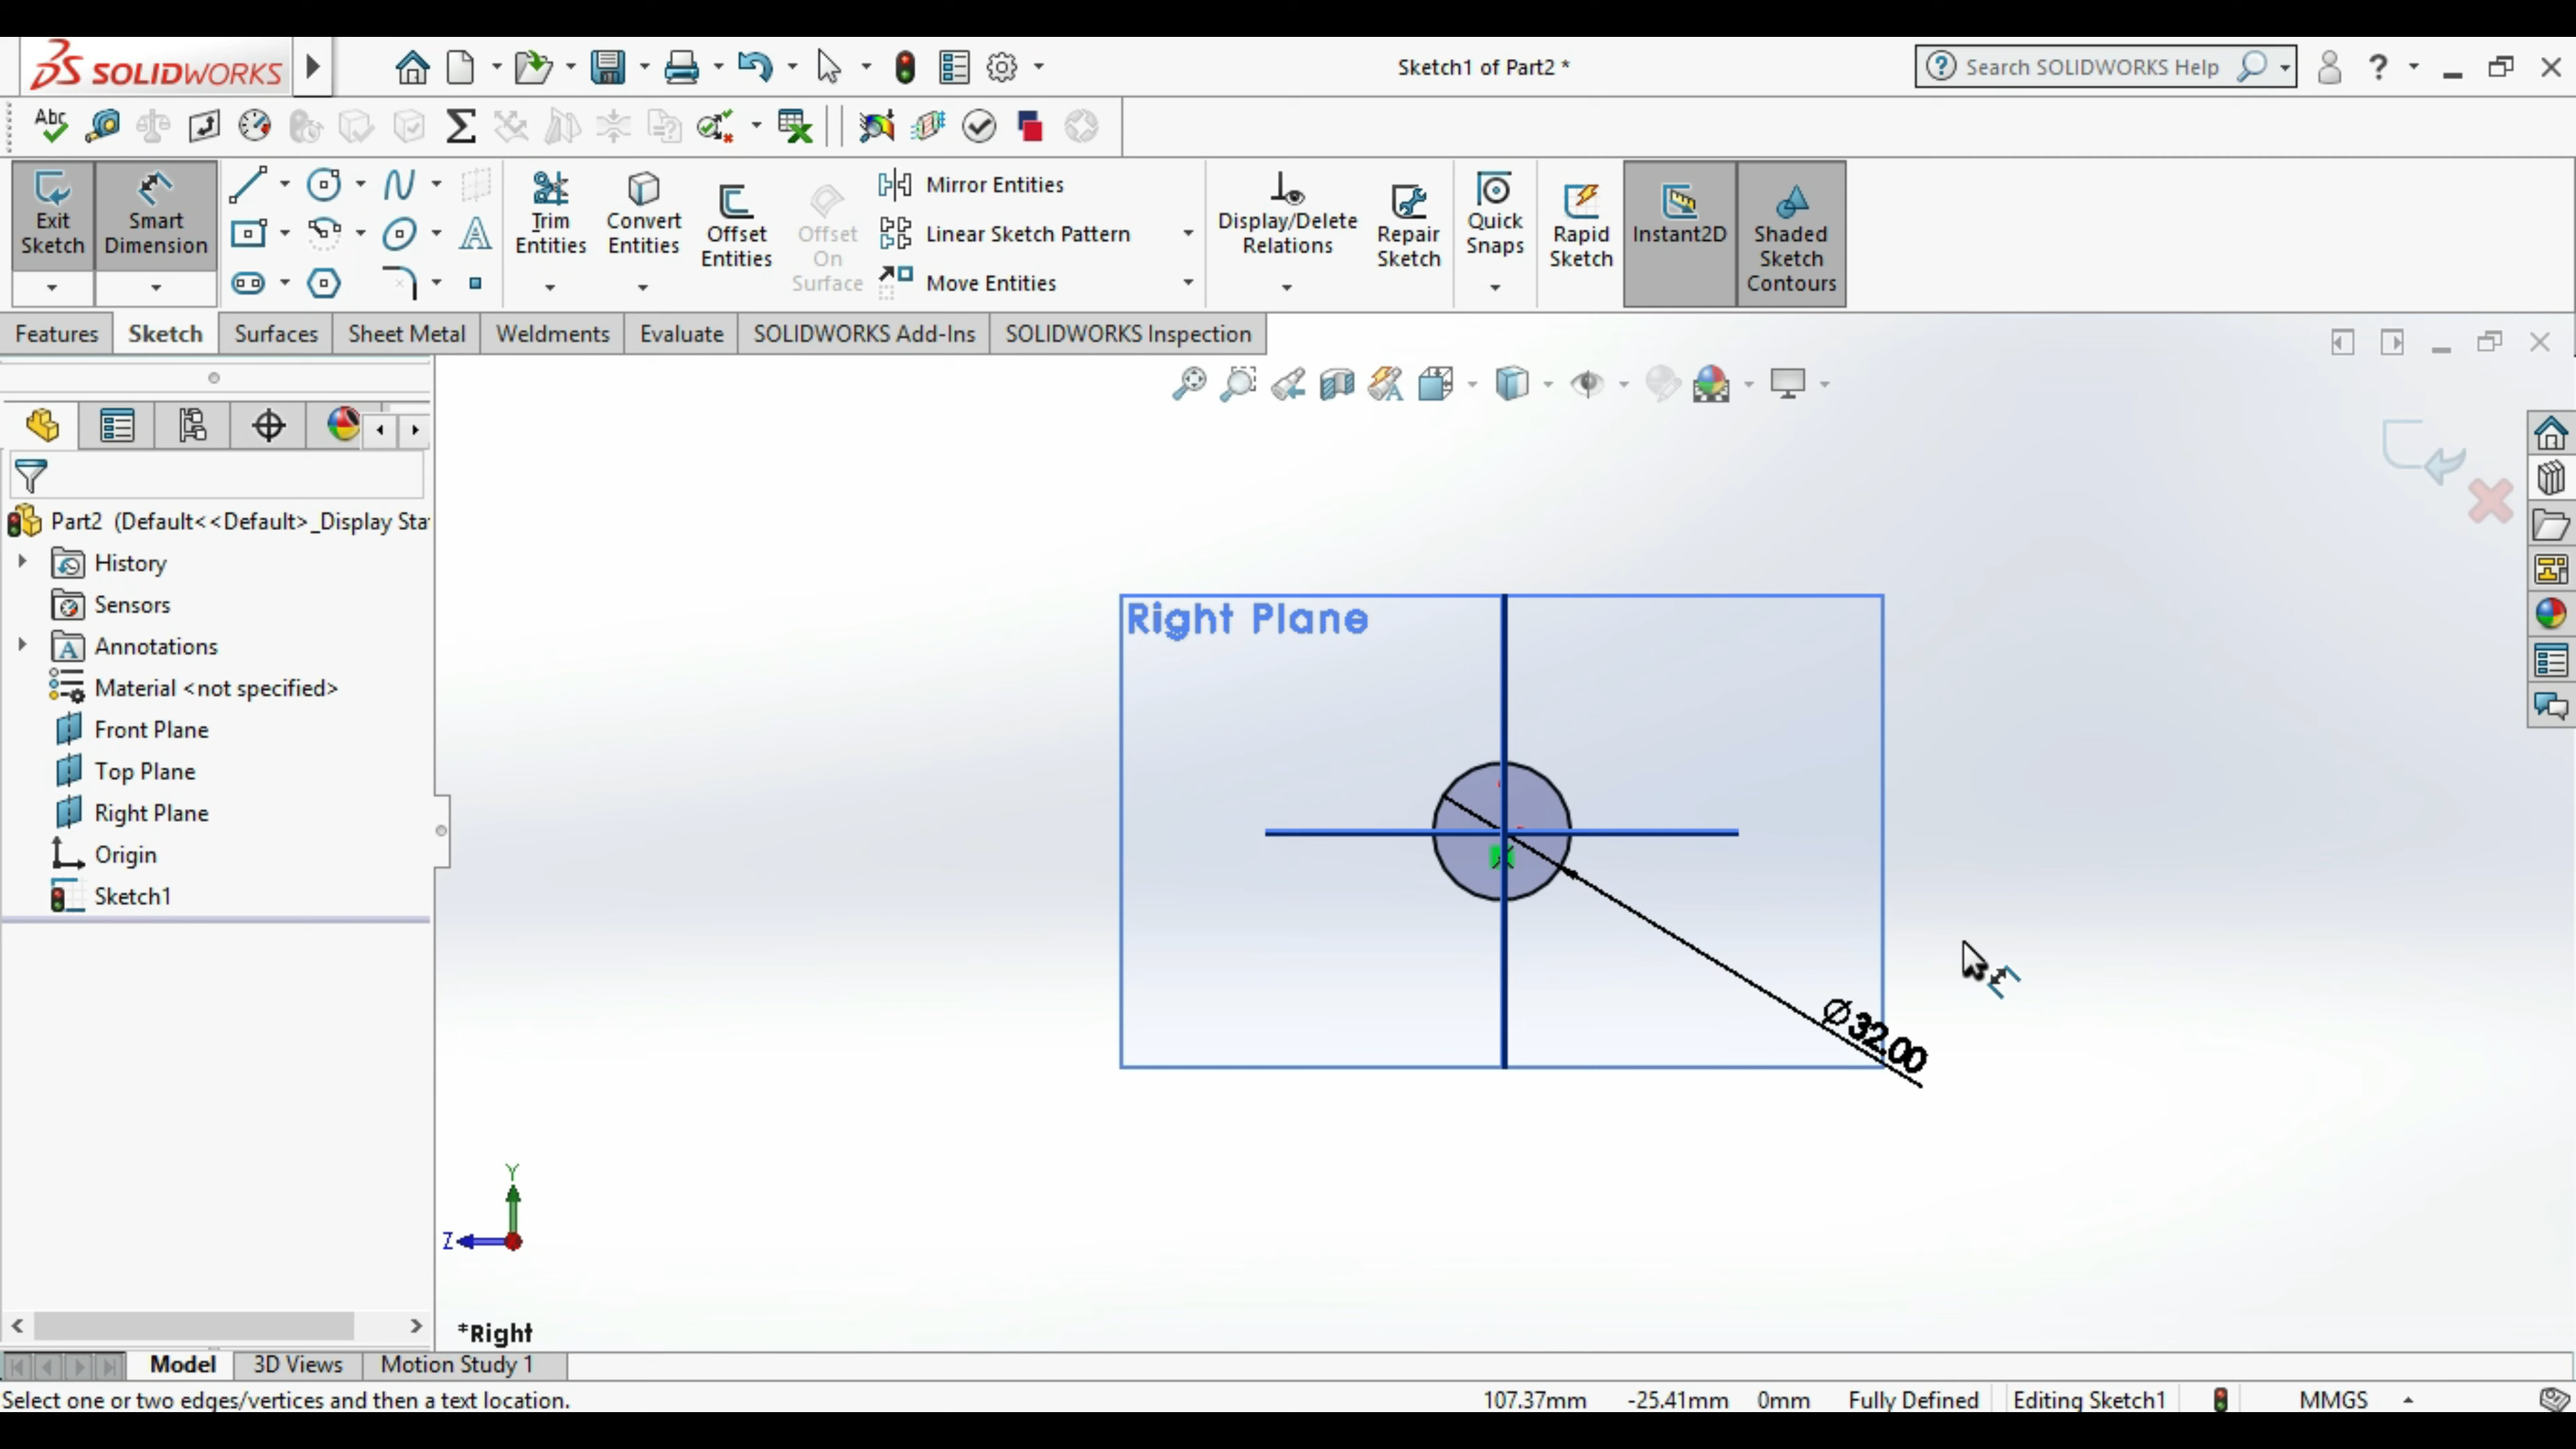 SOLIDWORKS
Sketch1 of Part2 *
Search SOLIDWORKS Help
?
Abc
Exit Sketch
Smart Dimension
Trim Entities
Convert Entities
Offset Entities
Offset On Surface
Mirror Entities
Linear Sketch Pattern
Move Entities
Display/Delete Relations
Repair Sketch
Quick Snaps
Rapid Sketch
Instant2D
Shaded Sketch Contours
Features
Sketch
Surfaces
Sheet Metal
Weldments
Evaluate
SOLIDWORKS Add-Ins
SOLIDWORKS Inspection
Part2 (Default<<Default>_Display Sta
History
Sensors
Annotations
Material <not specified>
Front Plane
Top Plane
Right Plane
Origin
Sketch1
Right Plane
Ø32.00
Y
Z
*Right
Model
3D Views
Motion Study 1
Select one or two edges/vertices and then a text location.
107.37mm
-25.41mm
0mm
Fully Defined
Editing Sketch1
MMGS